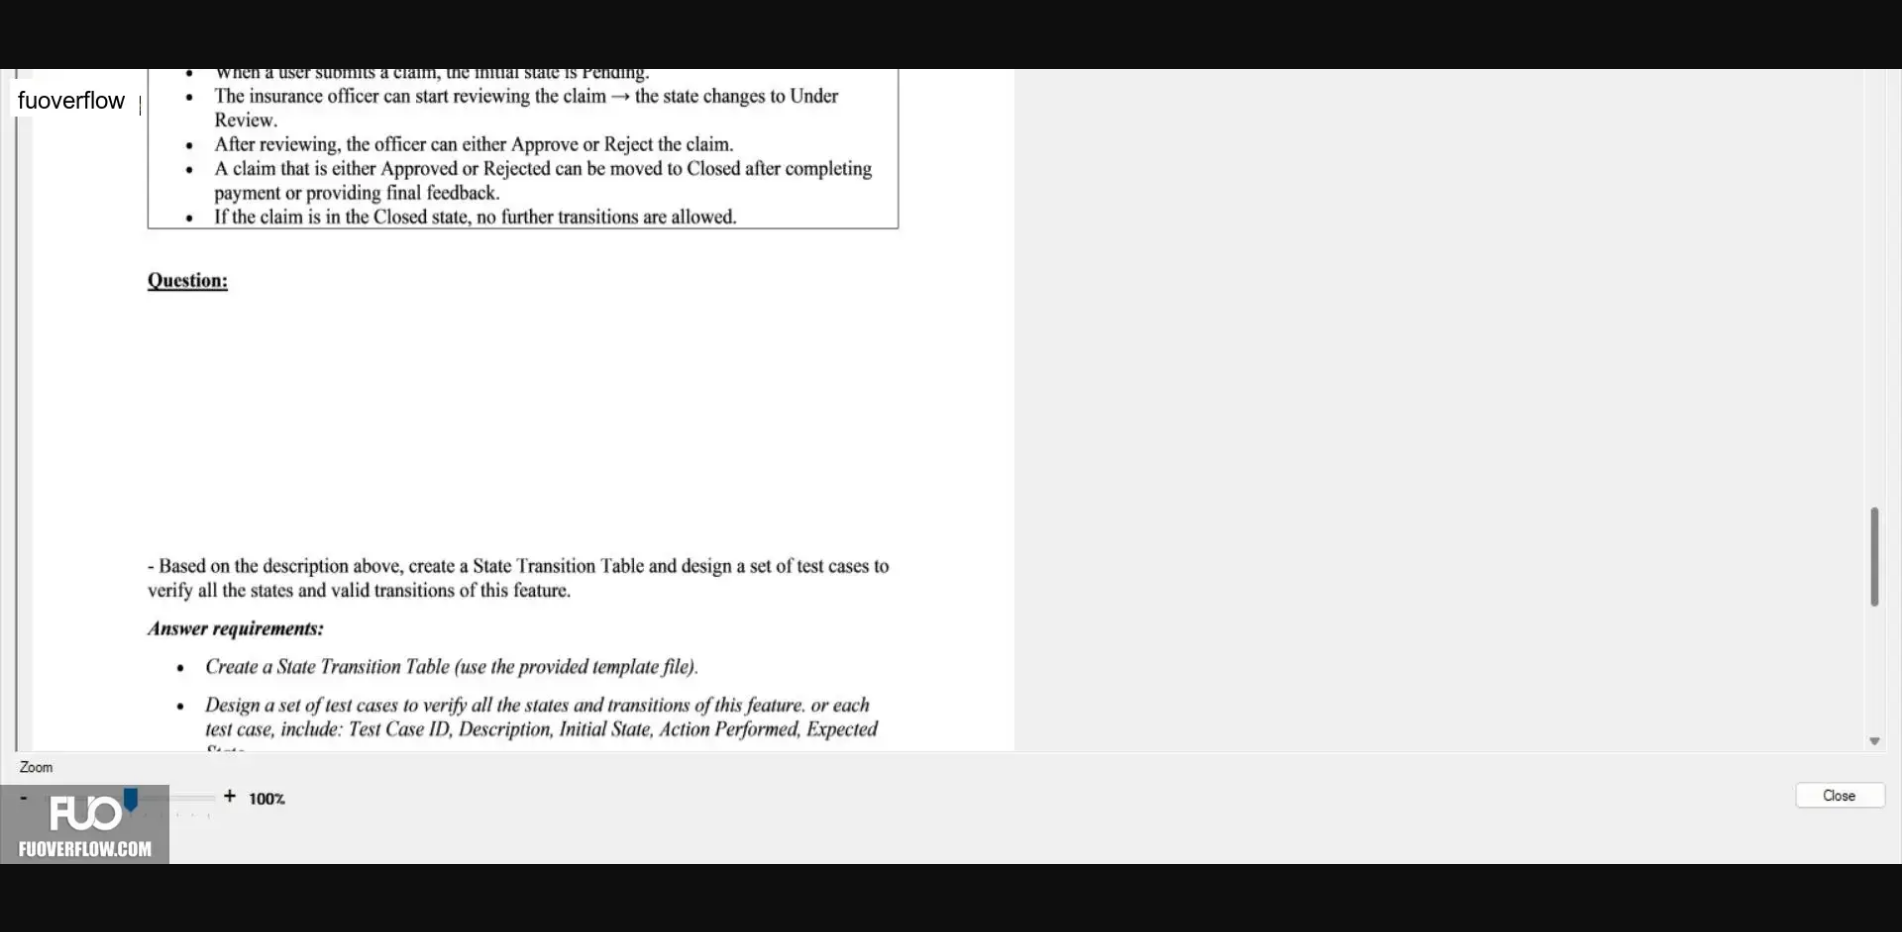 When a user submits a claim, the initial state is Pending.
fuoverflow
• The insurance officer can start reviewing the claim → the state changes to Under
Review.
• After reviewing, the officer can either Approve or Reject the claim.
• A claim that is either Approved or Rejected can be moved to Closed after completing
payment or providing final feedback.
• If the claim is in the Closed state, no further transitions are allowed.
Question:
- Based on the description above, create a State Transition Table and design a set of test cases to
verify all the states and valid transitions of this feature.
Answer requirements:
• Create a State Transition Table (use the provided template file).
• Design a set of test cases to verify all the states and transitions of this feature. or each
test case, include: Test Case ID, Description, Initial State, Action Performed, Expected
Zoom
- + 100%
Close
FUO
FUOVERFLOW.COM